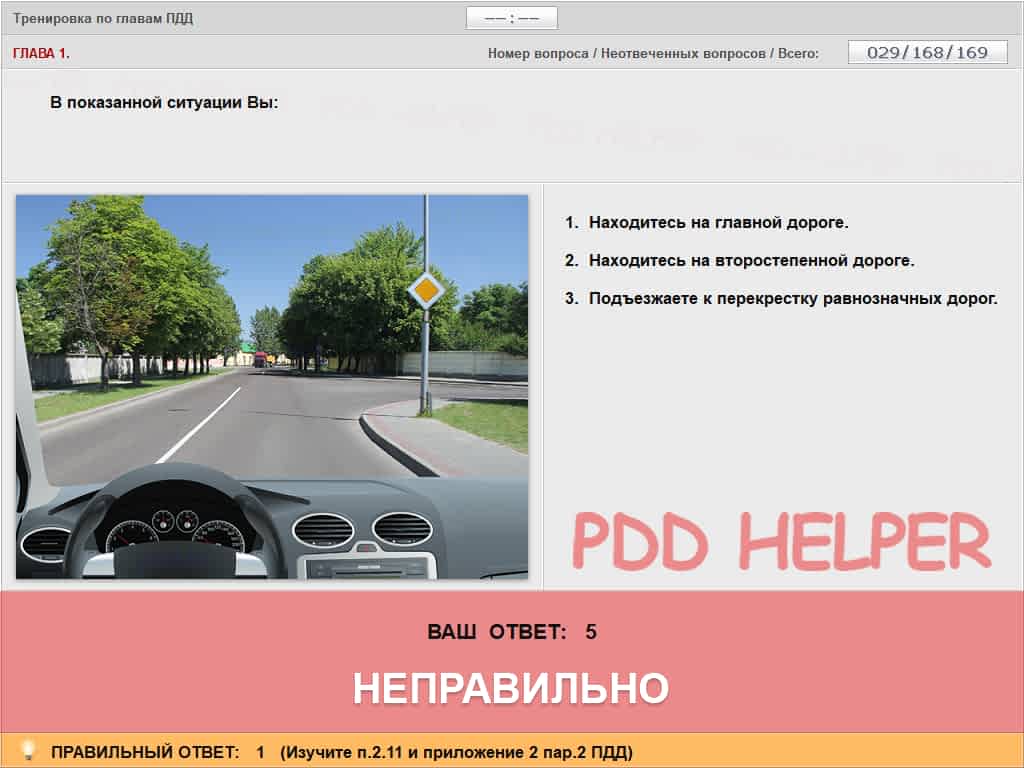 Тренировка по главам ПДД
–– : ––
ГЛАВА 1.
Номер вопроса / Неотвеченных вопросов / Всего: 029/168/169
В показанной ситуации Вы:
1. Находитесь на главной дороге.
2. Находитесь на второстепенной дороге.
3. Подъезжаете к перекрестку равнозначных дорог.
PDD HELPER
ВАШ ОТВЕТ: 5
НЕПРАВИЛЬНО
ПРАВИЛЬНЫЙ ОТВЕТ: 1 (Изучите п.2.11 и приложение 2 пар.2 ПДД)